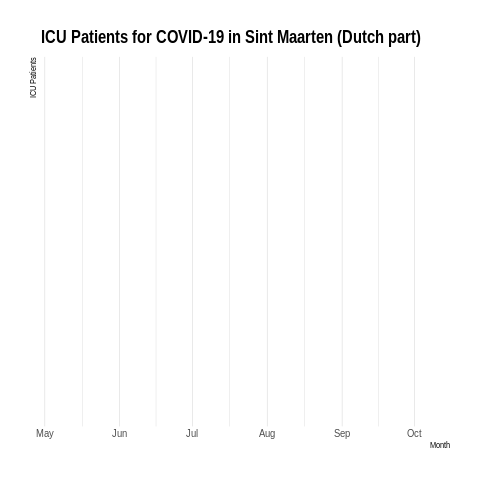 ICU Patients for COVID-19 in Sint Maarten (Dutch part)
ICU Patients
May Jun Jul Aug Sep Oct
Month